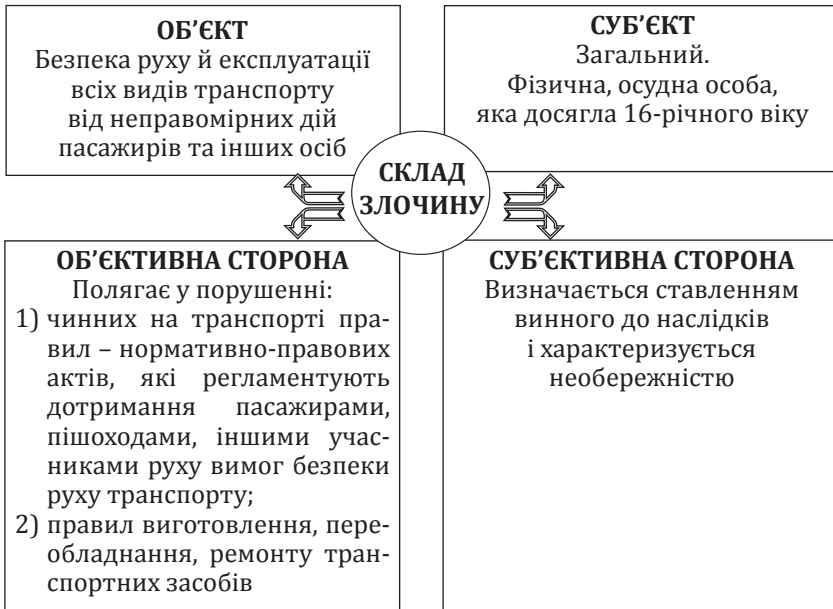 ОБ’ЄКТ
Безпека руху й експлуатації
всіх видів транспорту
від неправомірних дій
пасажирів та інших осіб
СУБ’ЄКТ
Загальний.
Фізична, осудна особа,
яка досягла 16-річного віку
СКЛАД
ЗЛОЧИНУ
ОБ’ЄКТИВНА СТОРОНА
Полягає у порушенні:
1) чинних на транспорті пра-
вил – нормативно-правових
актів, які регламентують
дотримання пасажирами,
пішоходами, іншими учас-
никами руху вимог безпеки
руху транспорту;
2) правил виготовлення, пере-
обладнання, ремонту тран-
спортних засобів
СУБ’ЄКТИВНА СТОРОНА
Визначається ставленням
винного до наслідків
і характеризується
необережністю